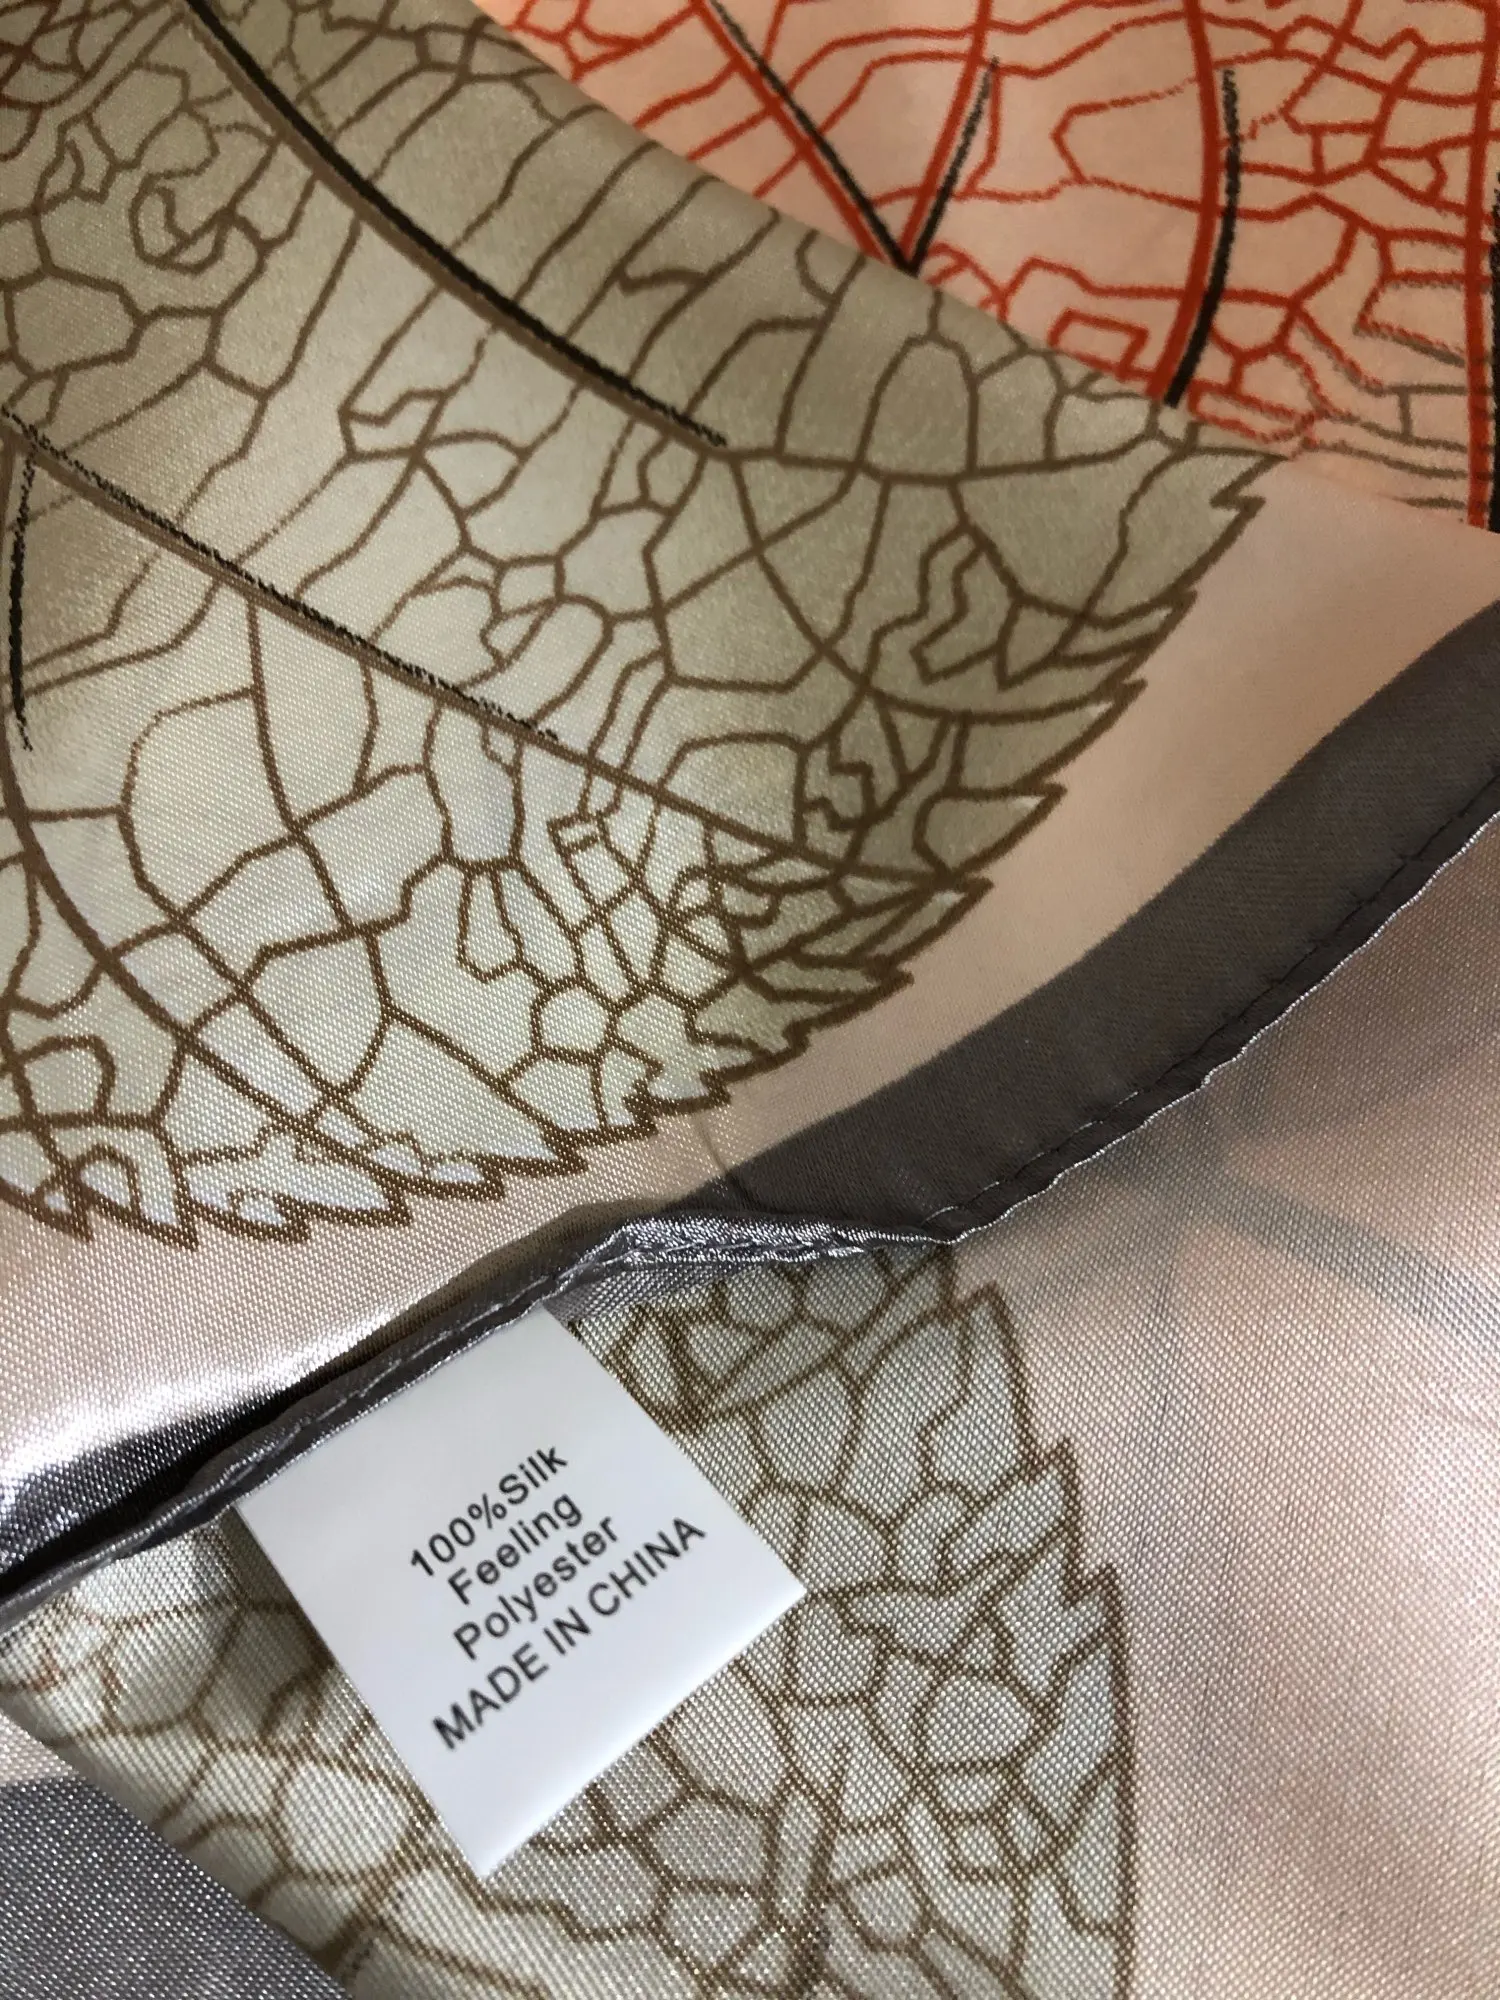 100%Silk
Feeling
Polyester
MADE IN CHINA